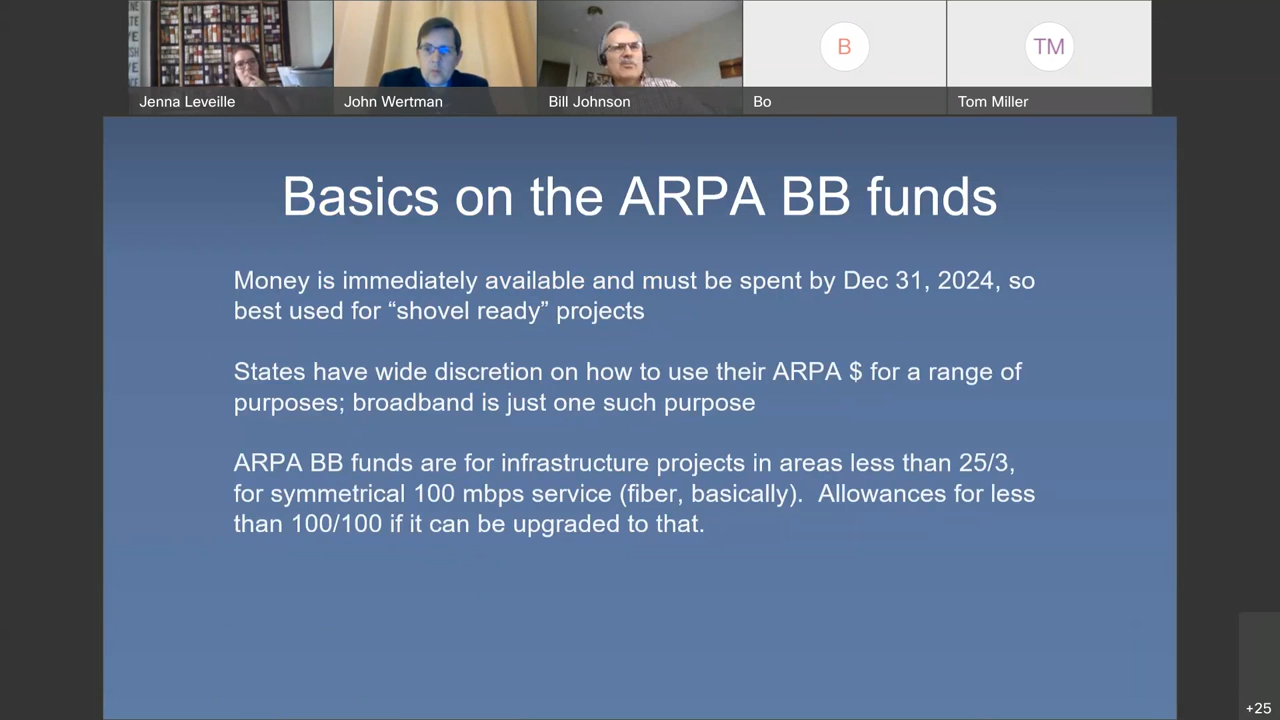 Jenna Leveille
John Wertman
Bill Johnson
B
Bo
TM
Tom Miller
Basics on the ARPA BB funds
Money is immediately available and must be spent by Dec 31, 2024, so
best used for “shovel ready” projects
States have wide discretion on how to use their ARPA $ for a range of
purposes; broadband is just one such purpose
ARPA BB funds are for infrastructure projects in areas less than 25/3,
for symmetrical 100 mbps service (fiber, basically).  Allowances for less
than 100/100 if it can be upgraded to that.
+25